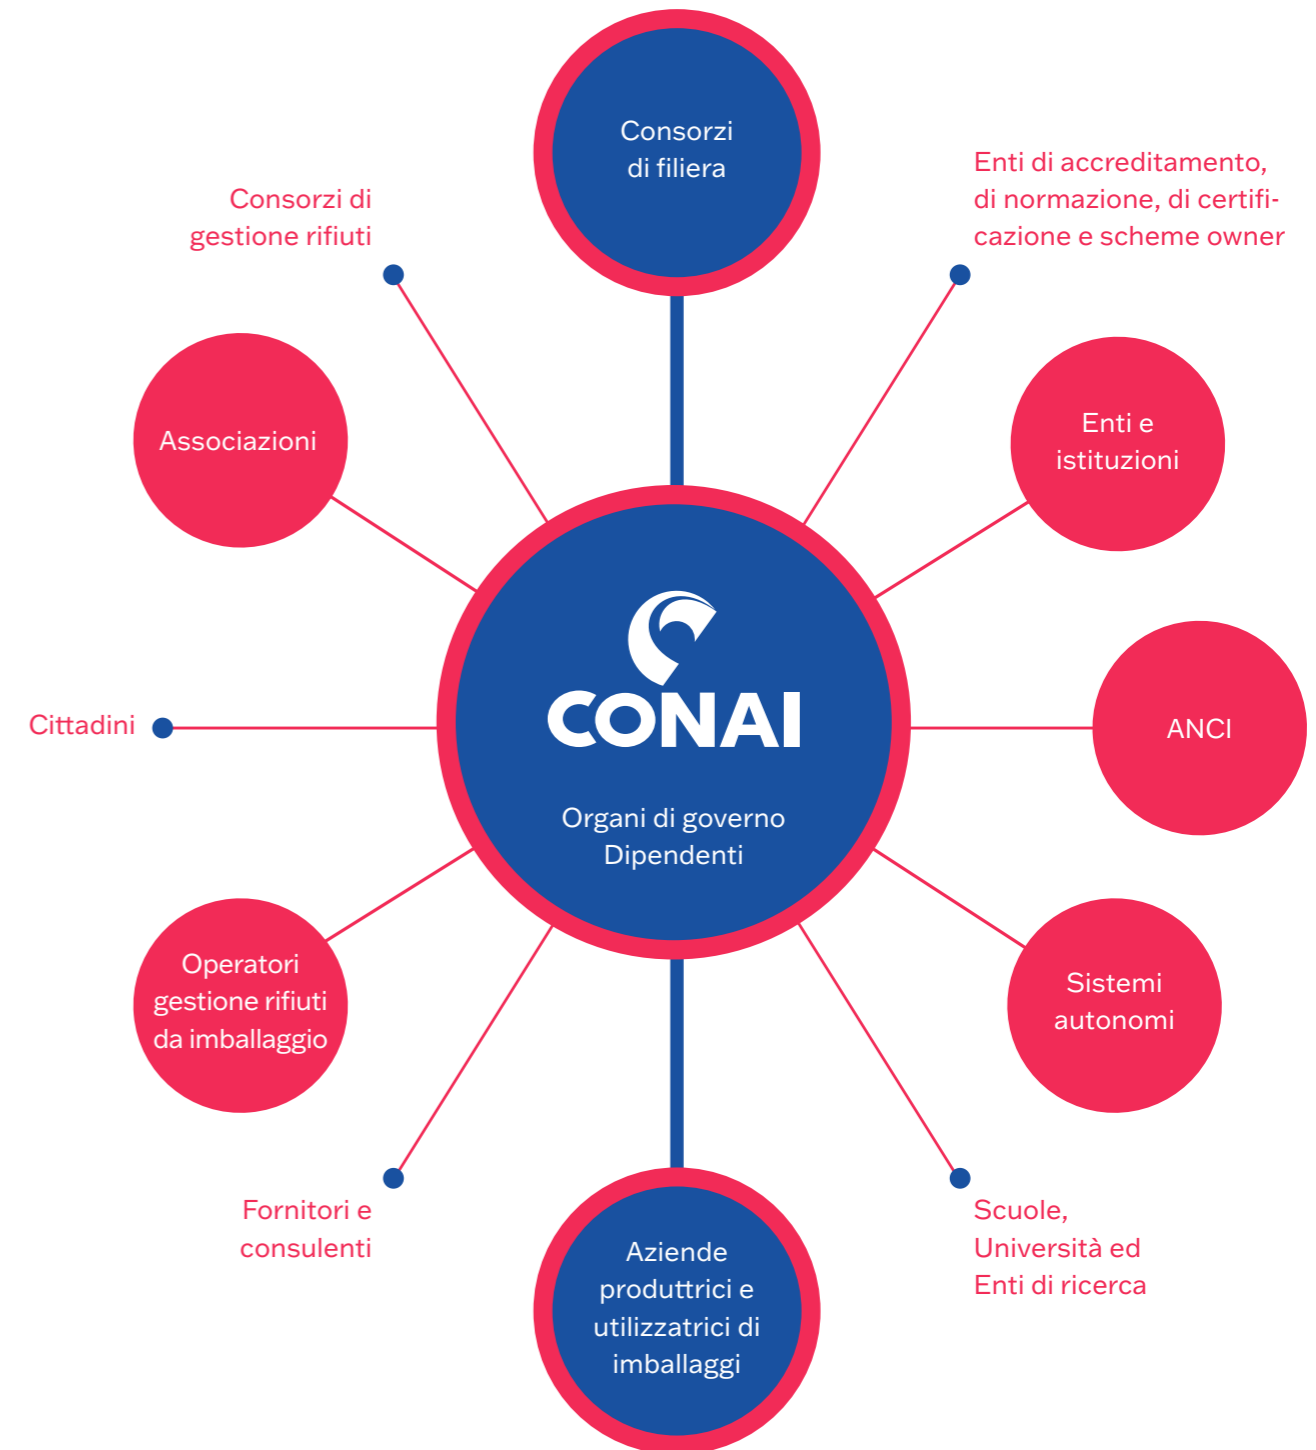 Consorzi
di filiera
Enti di accreditamento,
di normazione, di certifi-
cazione e scheme owner
Consorzi di
gestione rifiuti
Enti e
istituzioni
Associazioni
CONAI
Organi di governo
Dipendenti
Cittadini
ANCI
Operatori
gestione rifiuti
da imballaggio
Sistemi
autonomi
Fornitori e
consulenti
Scuole,
Università ed
Enti di ricerca
Aziende
produttrici e
utilizzatrici di
imballaggi